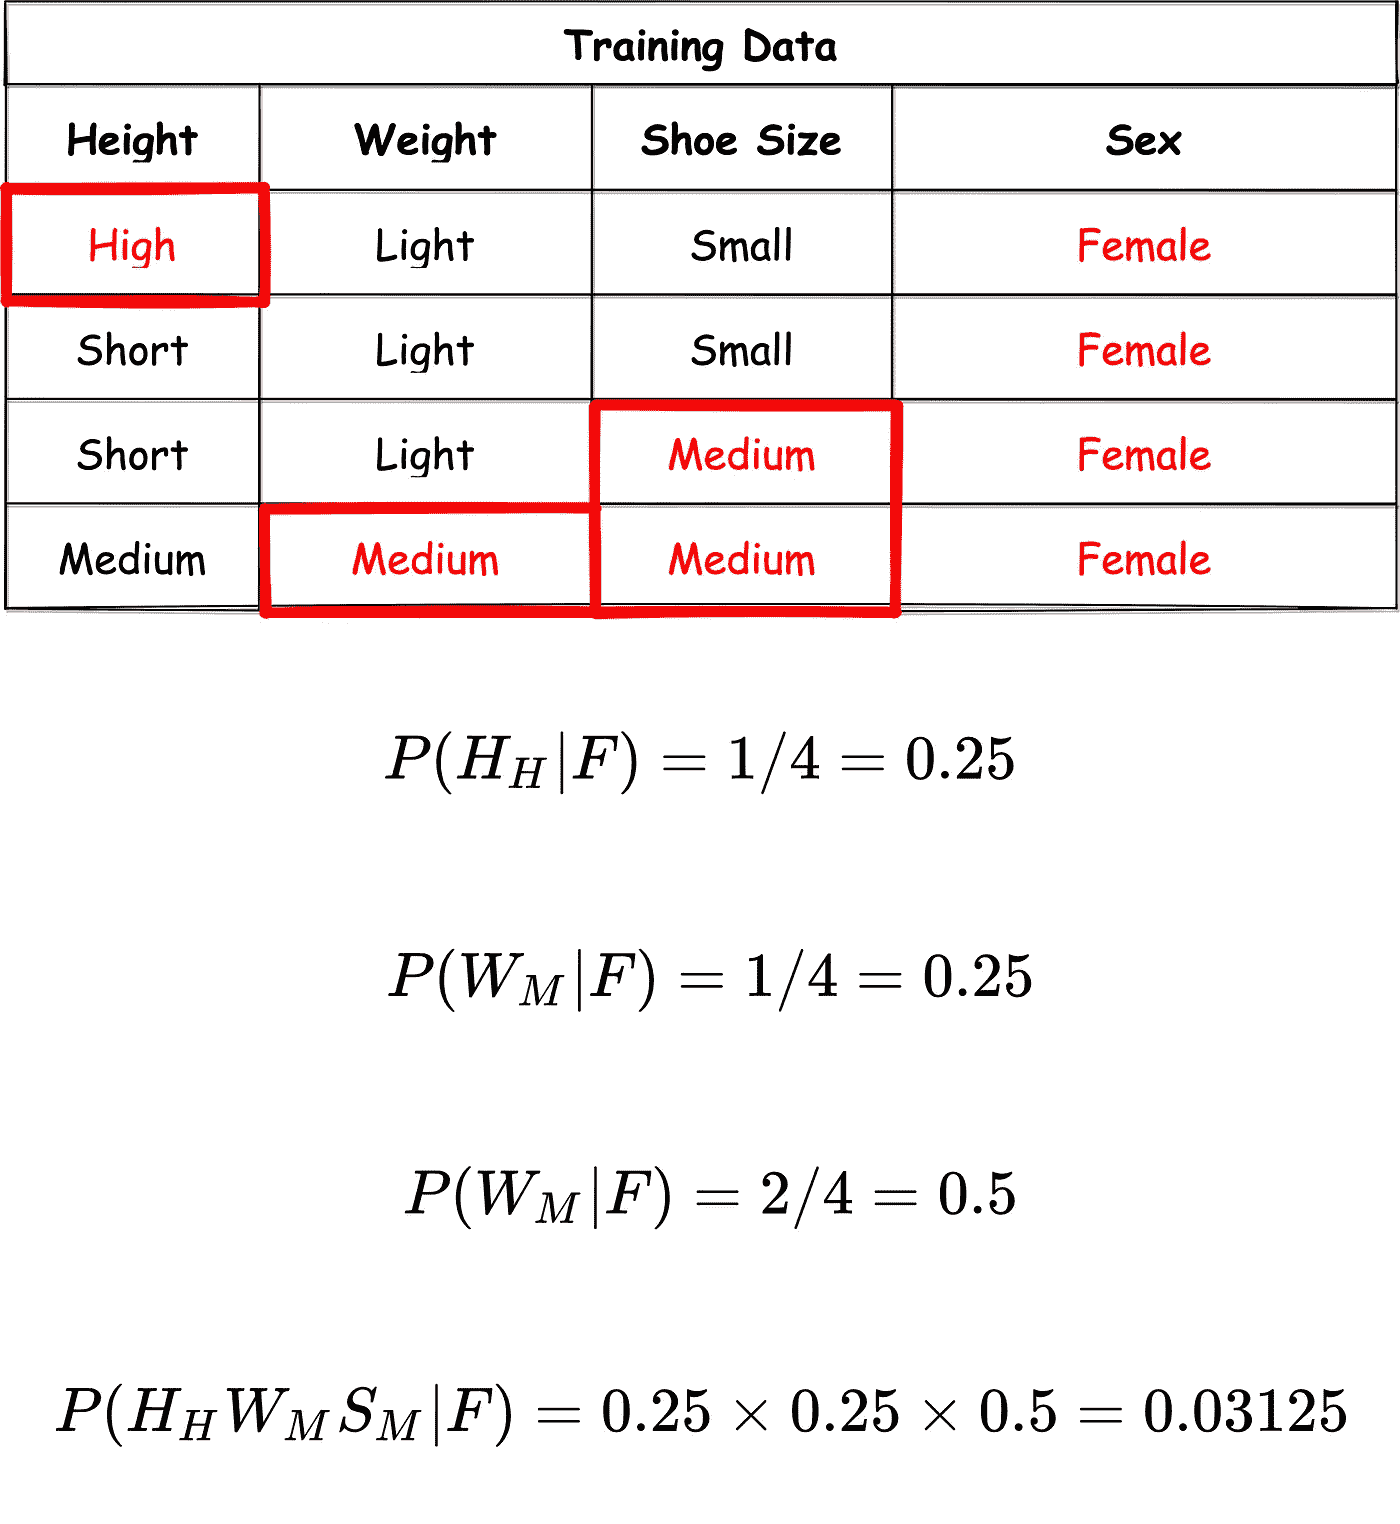 Training Data
Height Weight Shoe Size Sex
High Light Small Female
Short Light Small Female
Short Light Medium Female
Medium Medium Medium Female
P(H_H|F) = 1/4 = 0.25
P(W_M|F) = 1/4 = 0.25
P(W_M|F) = 2/4 = 0.5
P(H_H W_M S_M|F) = 0.25 × 0.25 × 0.5 = 0.03125